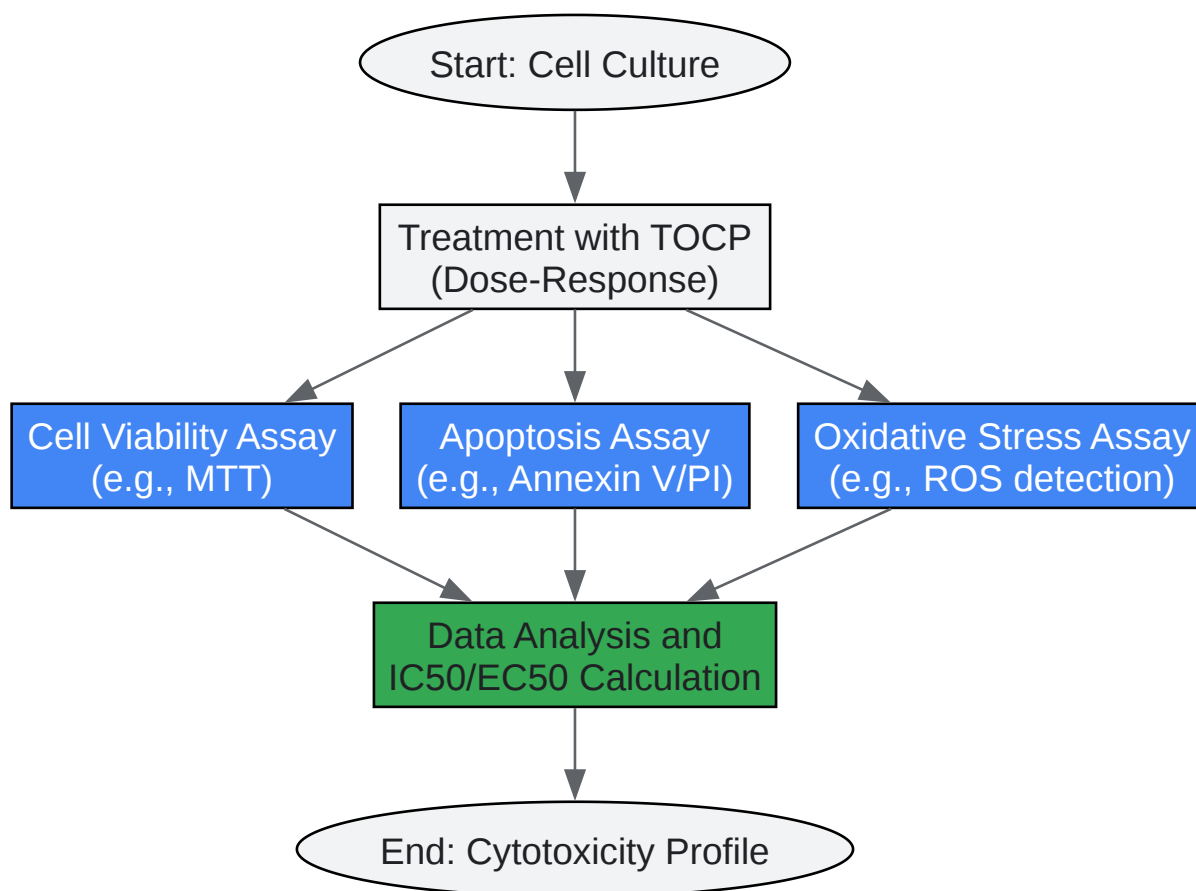 Start: Cell Culture
Treatment with TOCP
(Dose-Response)
Cell Viability Assay
(e.g., MTT)
Apoptosis Assay
(e.g., Annexin V/PI)
Oxidative Stress Assay
(e.g., ROS detection)
Data Analysis and
IC50/EC50 Calculation
End: Cytotoxicity Profile